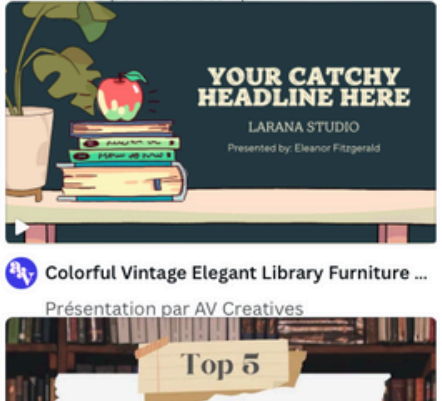 YOUR CATCHY
HEADLINE HERE
LARANA STUDIO
Presented by: Eleanor Fitzgerald
Colorful Vintage Elegant Library Furniture ...
Présentation par AV Creatives
Top 5